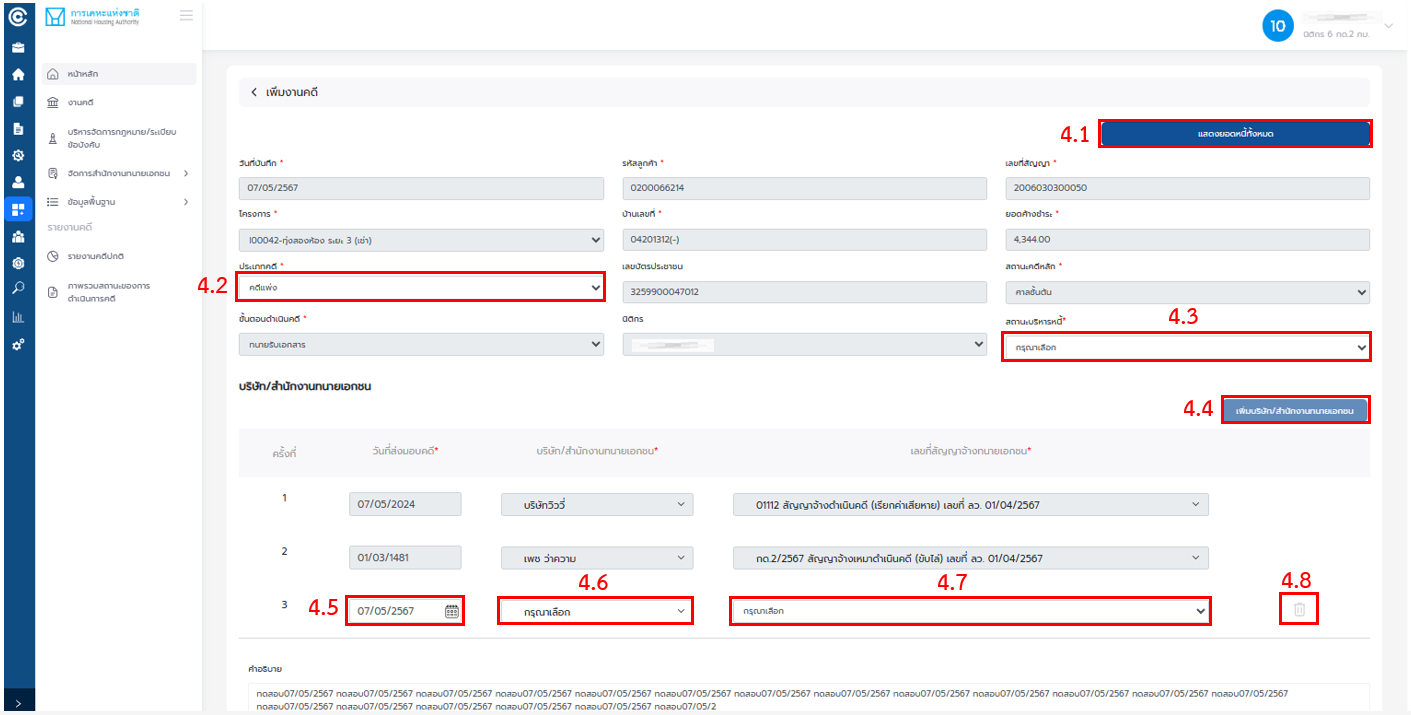 การเคหะแห่งชาติ
National Housing Authority
10
นิติกร 6 กด.2 กม.
หน้าหลัก
งานคดี
บริหารจัดการกฎหมาย/ระเบียบ
ข้อบังคับ
จัดการสำนักงานทนายเอกชน
ข้อมูลพื้นฐาน
รายงานคดี
รายงานคดีปกติ
ภาพรวมสถานะของการ
ดำเนินการคดี
เพิ่มงานคดี
4.1 แสดงยอดหนี้ทั้งหมด
วันที่บันทึก * รหัสลูกค้า * เลขที่สัญญา *
07/05/2567 0200066214 2006030300050
โครงการ * บ้านเลขที่ * ยอดค้างชำระ *
I00042-ทุ่งสองห้อง ระยะ 3 (เช่า) 04201312(-) 4,344.00
ประเภทคดี * เลขบัตรประชาชน สถานะคดีหลัก *
4.2 คดีแพ่ง 3259900047012 ศาลชั้นต้น
ขั้นตอนดำเนินคดี * นิติกร สถานะบริหารหนี้* 4.3
ทนายรับเอกสาร กรุณาเลือก
บริษัท/สำนักงานทนายเอกชน
4.4 เพิ่มบริษัท/สำนักงานทนายเอกชน
ครั้งที่ วันที่ส่งมอบคดี* บริษัท/สำนักงานทนายเอกชน* เลขที่สัญญาจ้างทนายเอกชน*
1 07/05/2024 บริษัทวิววี่ 01112 สัญญาจ้างดำเนินคดี (เรียกค่าเสียหาย) เลขที่ ลว. 01/04/2567
2 01/03/1481 เพช ว่าความ กด.2/2567 สัญญาจ้างเหมาดำเนินคดี (ขับไล่) เลขที่ ลว. 01/04/2567
4.6 4.7 4.8
3 4.5 07/05/2567 กรุณาเลือก กรุณาเลือก
คำอธิบาย
ทดสอบ07/05/2567 ทดสอบ07/05/2567 ทดสอบ07/05/2567 ทดสอบ07/05/2567 ทดสอบ07/05/2567 ทดสอบ07/05/2567 ทดสอบ07/05/2567 ทดสอบ07/05/2567 ทดสอบ07/05/2567 ทดสอบ07/05/2567 ทดสอบ07/05/2567 ทดสอบ07/05/2567 ทดสอบ07/05/2567
ทดสอบ07/05/2567 ทดสอบ07/05/2567 ทดสอบ07/05/2567 ทดสอบ07/05/2567 ทดสอบ07/05/2567 ทดสอบ07/05/2